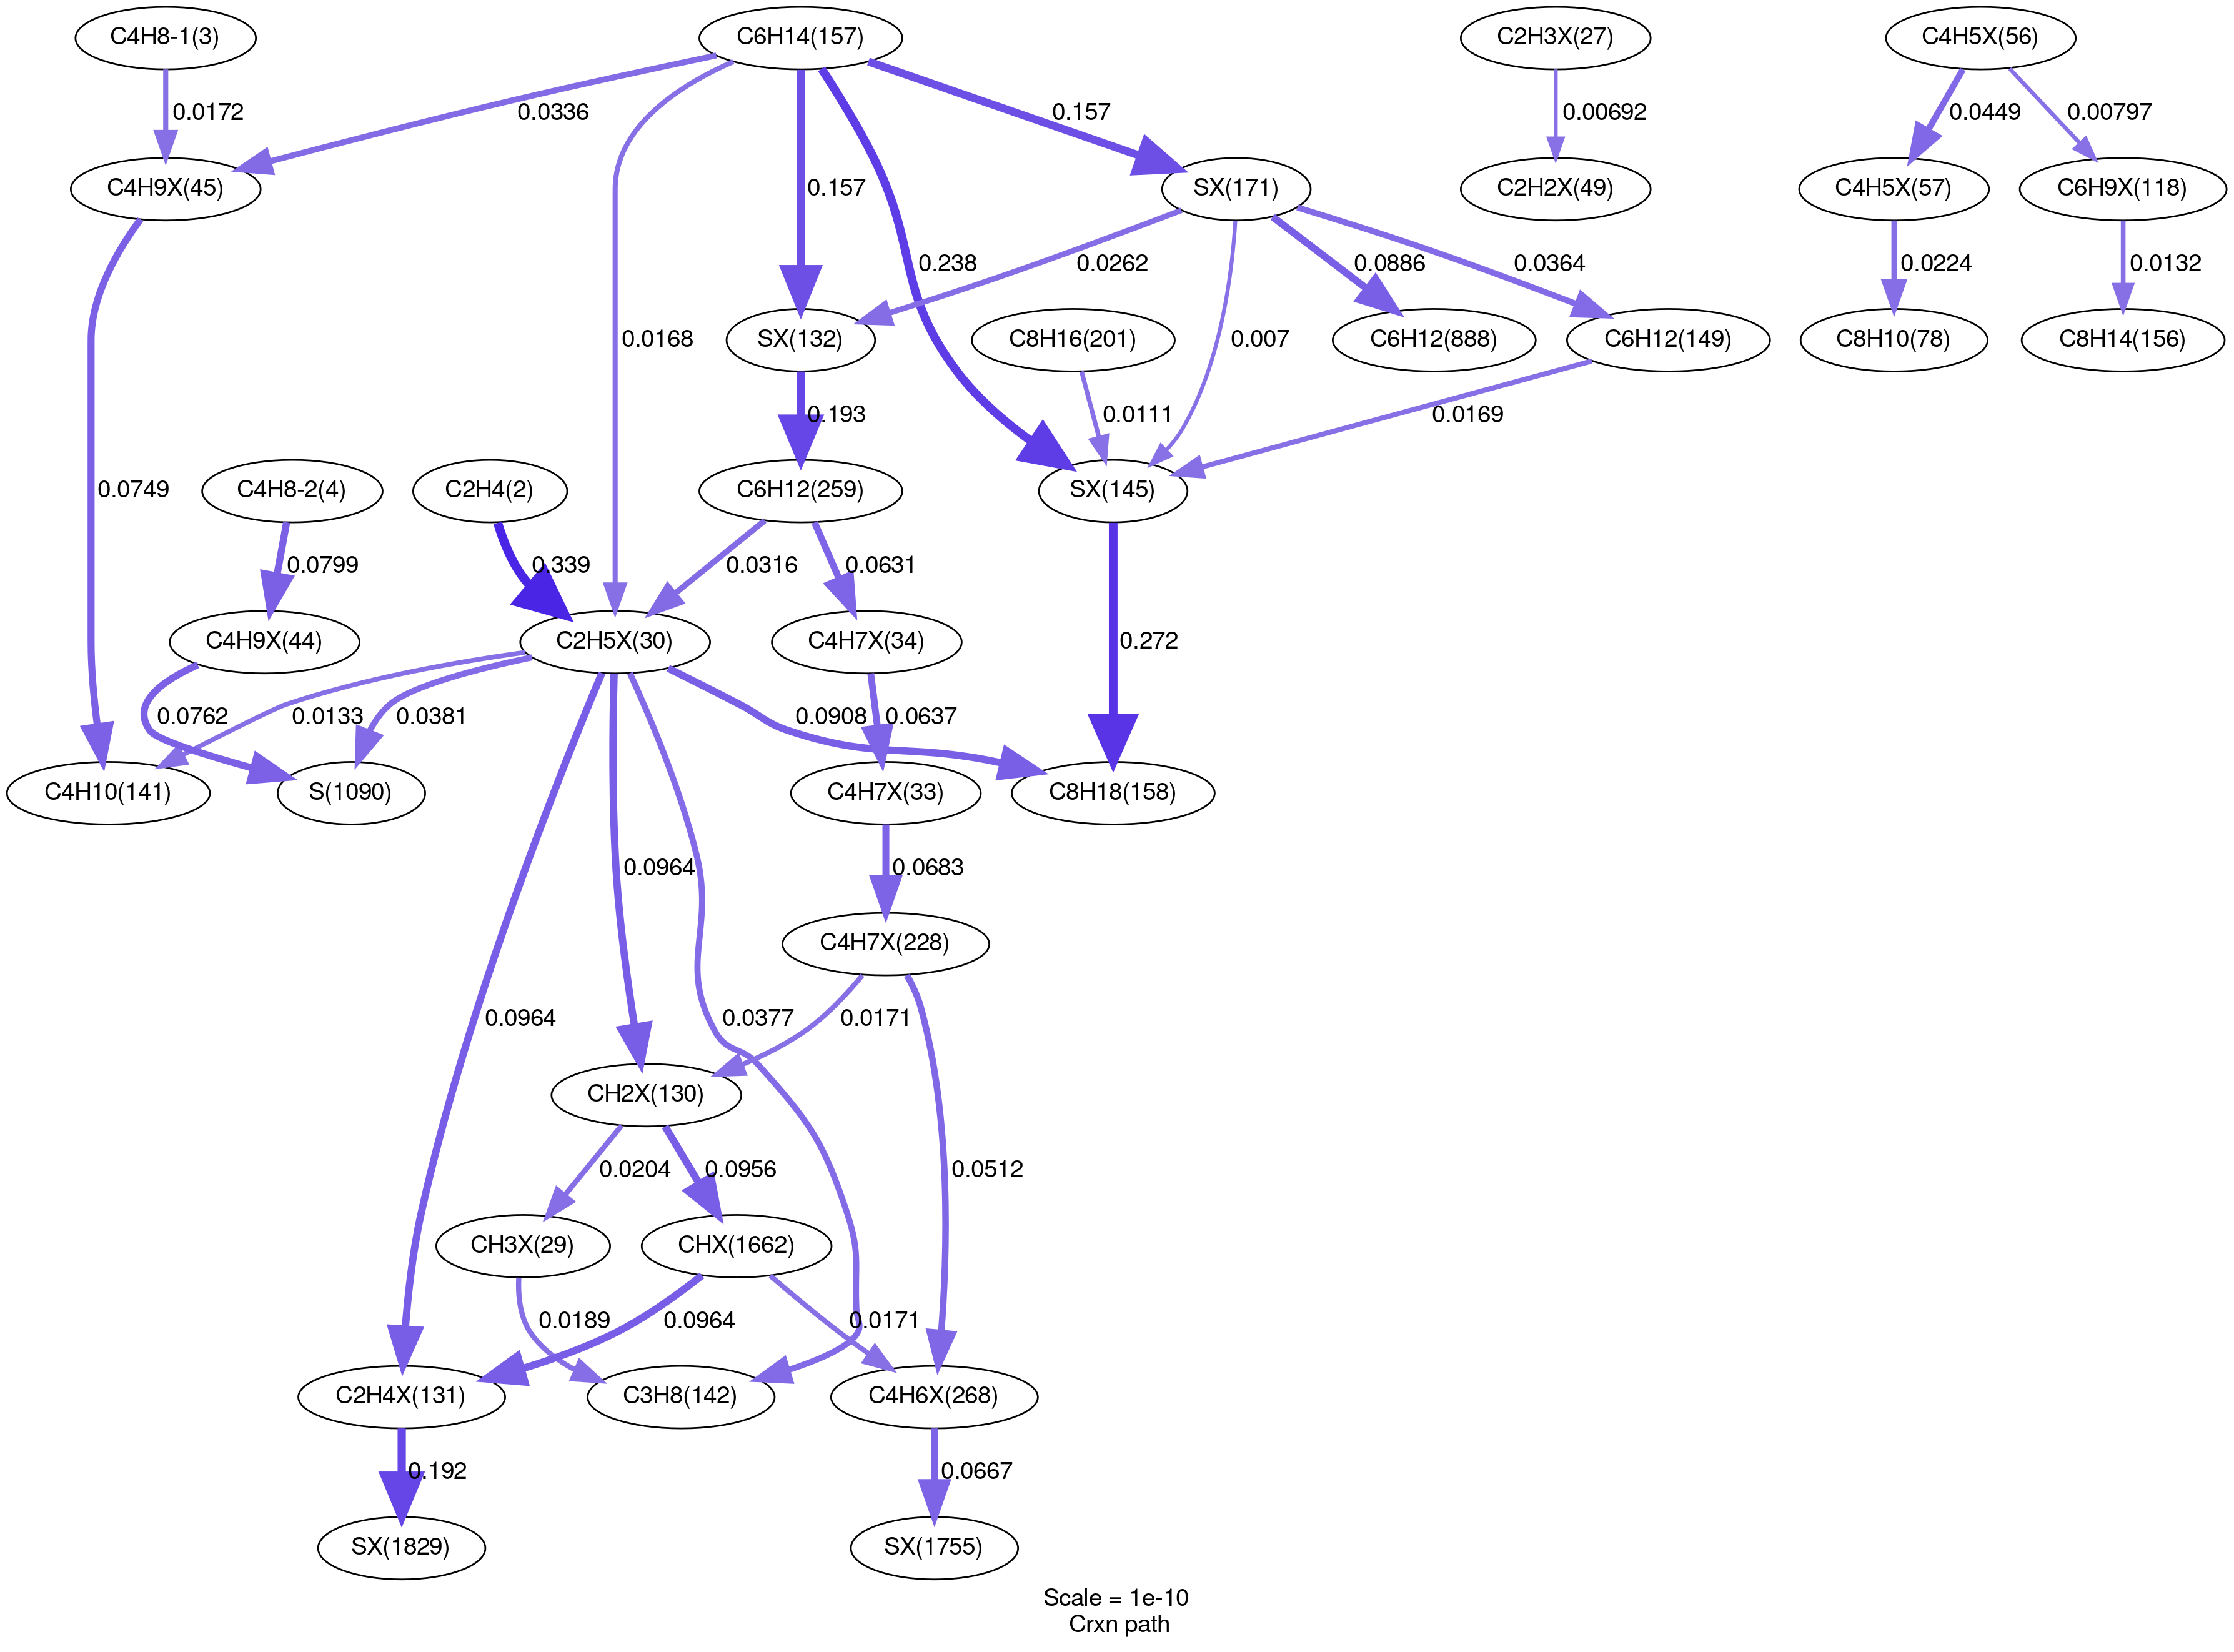 C4H8-1(3)
C6H14(157)
C2H3X(27)
C4H5X(56)
0.0172
0.0336
0.157
0.00692
0.0449
0.00797
C4H9X(45)
0.157
SX(171)
C2H2X(49)
C4H5X(57)
C6H9X(118)
0.238
0.0262
0.0886
0.0364
0.0224
0.0132
0.0168
SX(132)
C8H16(201)
0.007
C6H12(888)
C6H12(149)
C8H10(78)
C8H14(156)
0.193
0.0111
0.0169
0.0749
C4H8-2(4)
C2H4(2)
C6H12(259)
SX(145)
0.0799
0.339
0.0316
0.0631
C4H9X(44)
C2H5X(30)
C4H7X(34)
0.272
0.0762
0.0133
0.0381
0.0908
0.0637
C4H10(141)
S(1090)
C4H7X(33)
C8H18(158)
0.0964
0.0683
C4H7X(228)
0.0964
0.0377
0.0171
CH2X(130)
0.0204
0.0956
0.0512
CH3X(29)
CHX(1662)
0.0189
0.0964
0.0171
C2H4X(131)
C3H8(142)
C4H6X(268)
0.192
0.0667
SX(1829)
SX(1755)
Scale = 1e-10
Crxn path